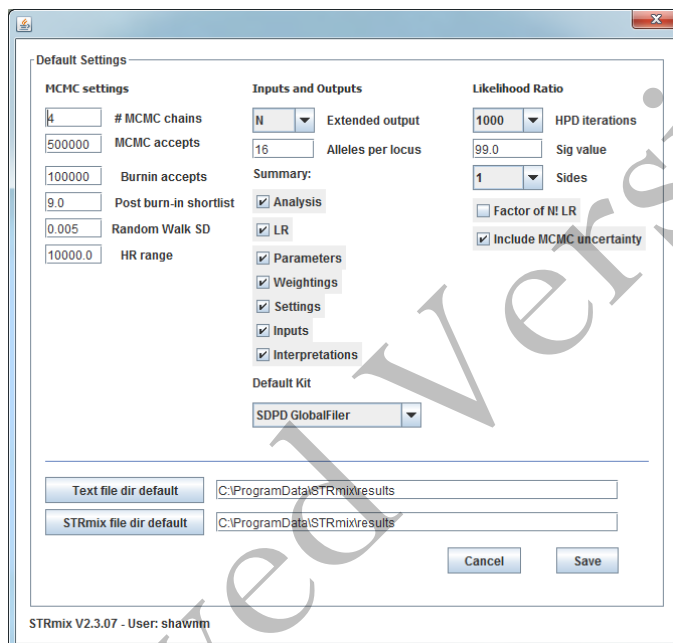 Default Settings
MCMC settings
4 # MCMC chains
500000 MCMC accepts
100000 Burnin accepts
9.0 Post burn-in shortlist
0.005 Random Walk SD
10000.0 HR range
Inputs and Outputs
N Extended output
16 Alleles per locus
Summary:
Analysis
LR
Parameters
Weightings
Settings
Inputs
Interpretations
Default Kit
SDPD GlobalFiler
Likelihood Ratio
1000 HPD iterations
99.0 Sig value
1 Sides
Factor of N! LR
Include MCMC uncertainty
Text file dir default C:\ProgramData\STRmix\results
STRmix file dir default C:\ProgramData\STRmix\results
Cancel Save
STRmix V2.3.07 - User: shawnm
ved Versi